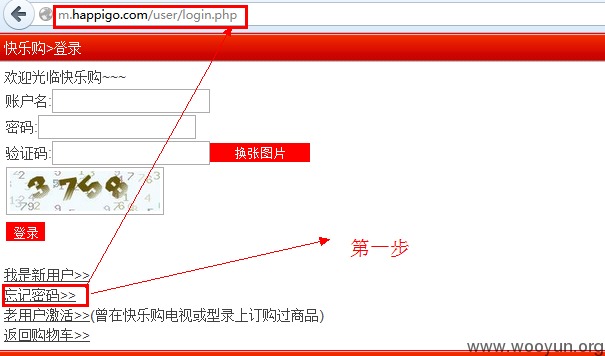 m.happigo.com/user/login.php
快乐购>登录
欢迎光临快乐购~~~
账户名:
密码:
验证码:
换张图片
3758
登录
第一步
我是新用户>>
忘记密码>>
老用户激活>>(曾在快乐购电视或型录上订购过商品)
返回购物车>>
www.wooyun.org